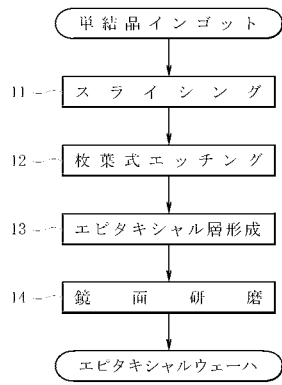 単結晶インゴット
11 スライシング
12 枚葉式エッチング
13 エピタキシャル層形成
14 鏡面研磨
エピタキシャルウェーハ